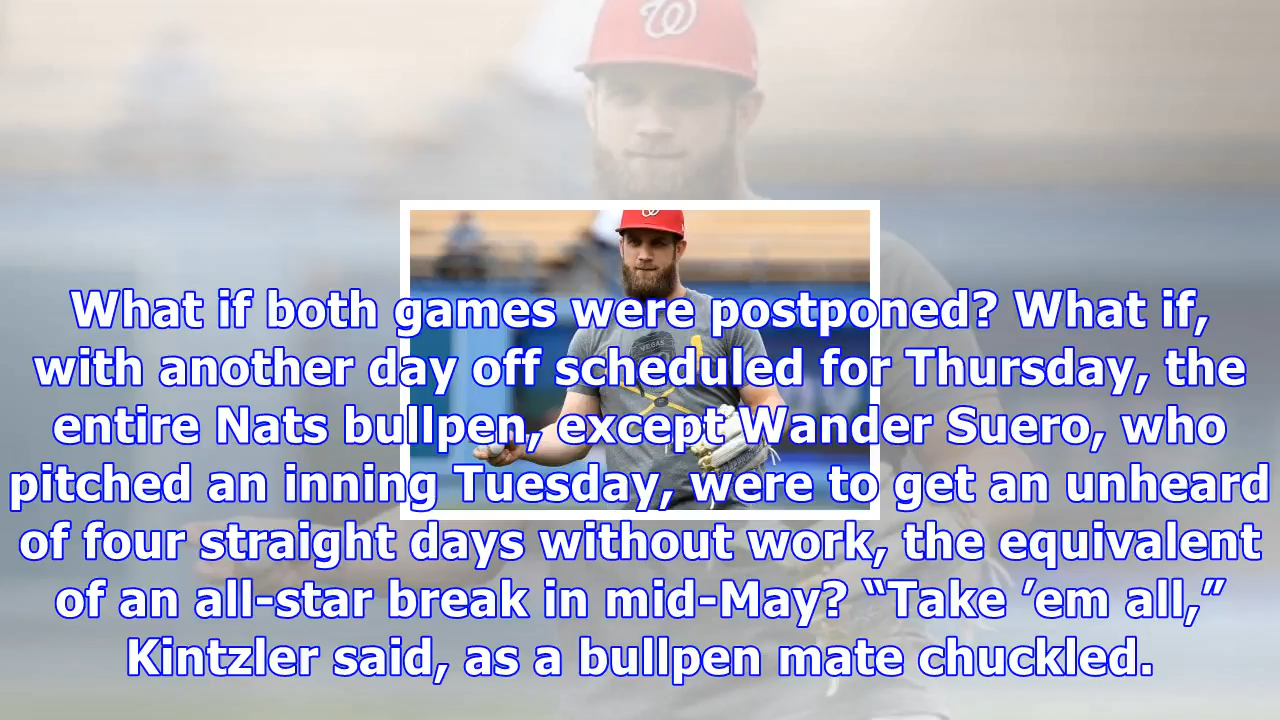 W
W
VEGAS
What if both games were postponed? What if,
with another day off scheduled for Thursday, the
entire Nats bullpen, except Wander Suero, who
pitched an inning Tuesday, were to get an unheard
of four straight days without work, the equivalent
of an all-star break in mid-May? “Take ’em all,”
Kintzler said, as a bullpen mate chuckled.